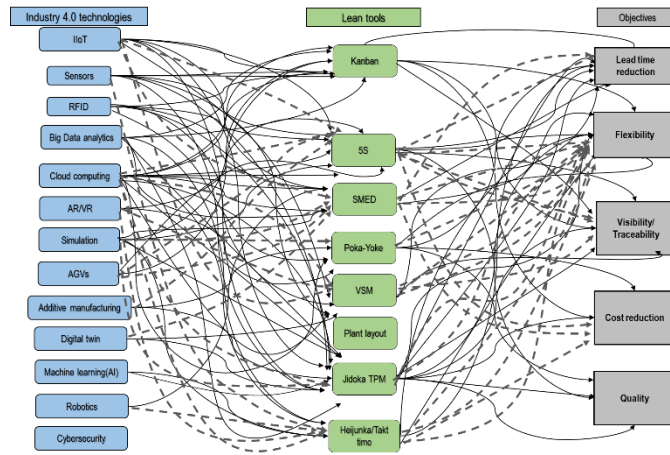 Industry 4.0 technologies
Lean tools
Objectives
IIoT
Sensors
RFID
Big Data analytics
Cloud computing
AR/VR
Simulation
AGVs
Additive manufacturing
Digital twin
Machine learning(AI)
Robotics
Cybersecurity
Kanban
5S
SMED
Poka-Yoke
VSM
Plant layout
Jidoka TPM
Heijunka/Takt
timo
Lead time
reduction
Flexibility
Visibility/
Traceability
Cost reduction
Quality